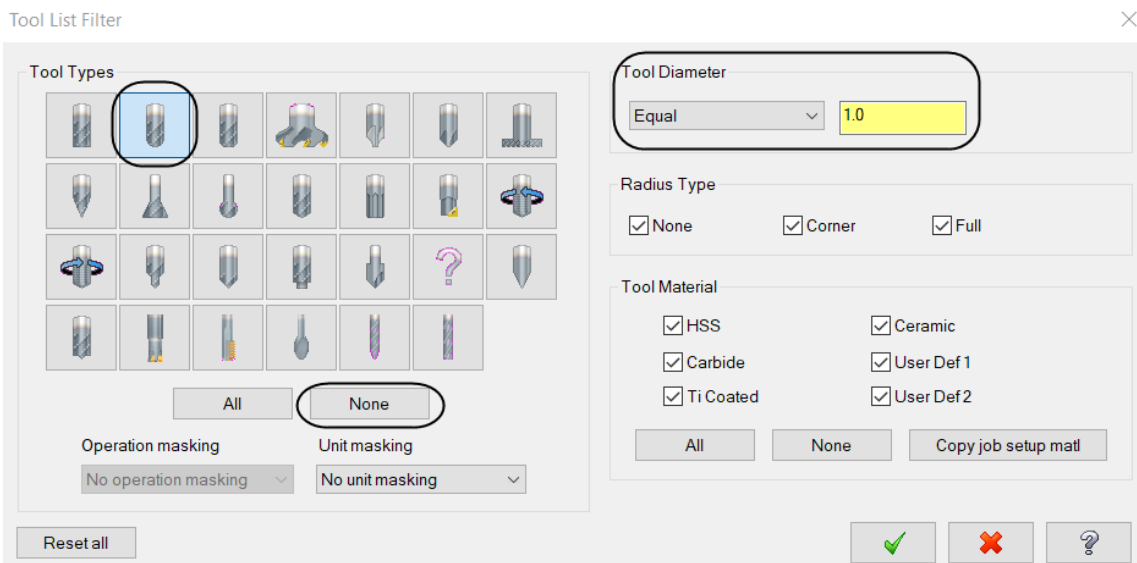 Tool List Filter
Tool Types
All
None
Operation masking
Unit masking
No operation masking
No unit masking
Reset all
Tool Diameter
Equal
1.0
Radius Type
None
Corner
Full
Tool Material
HSS
Ceramic
Carbide
User Def 1
Ti Coated
User Def 2
All
None
Copy job setup matl